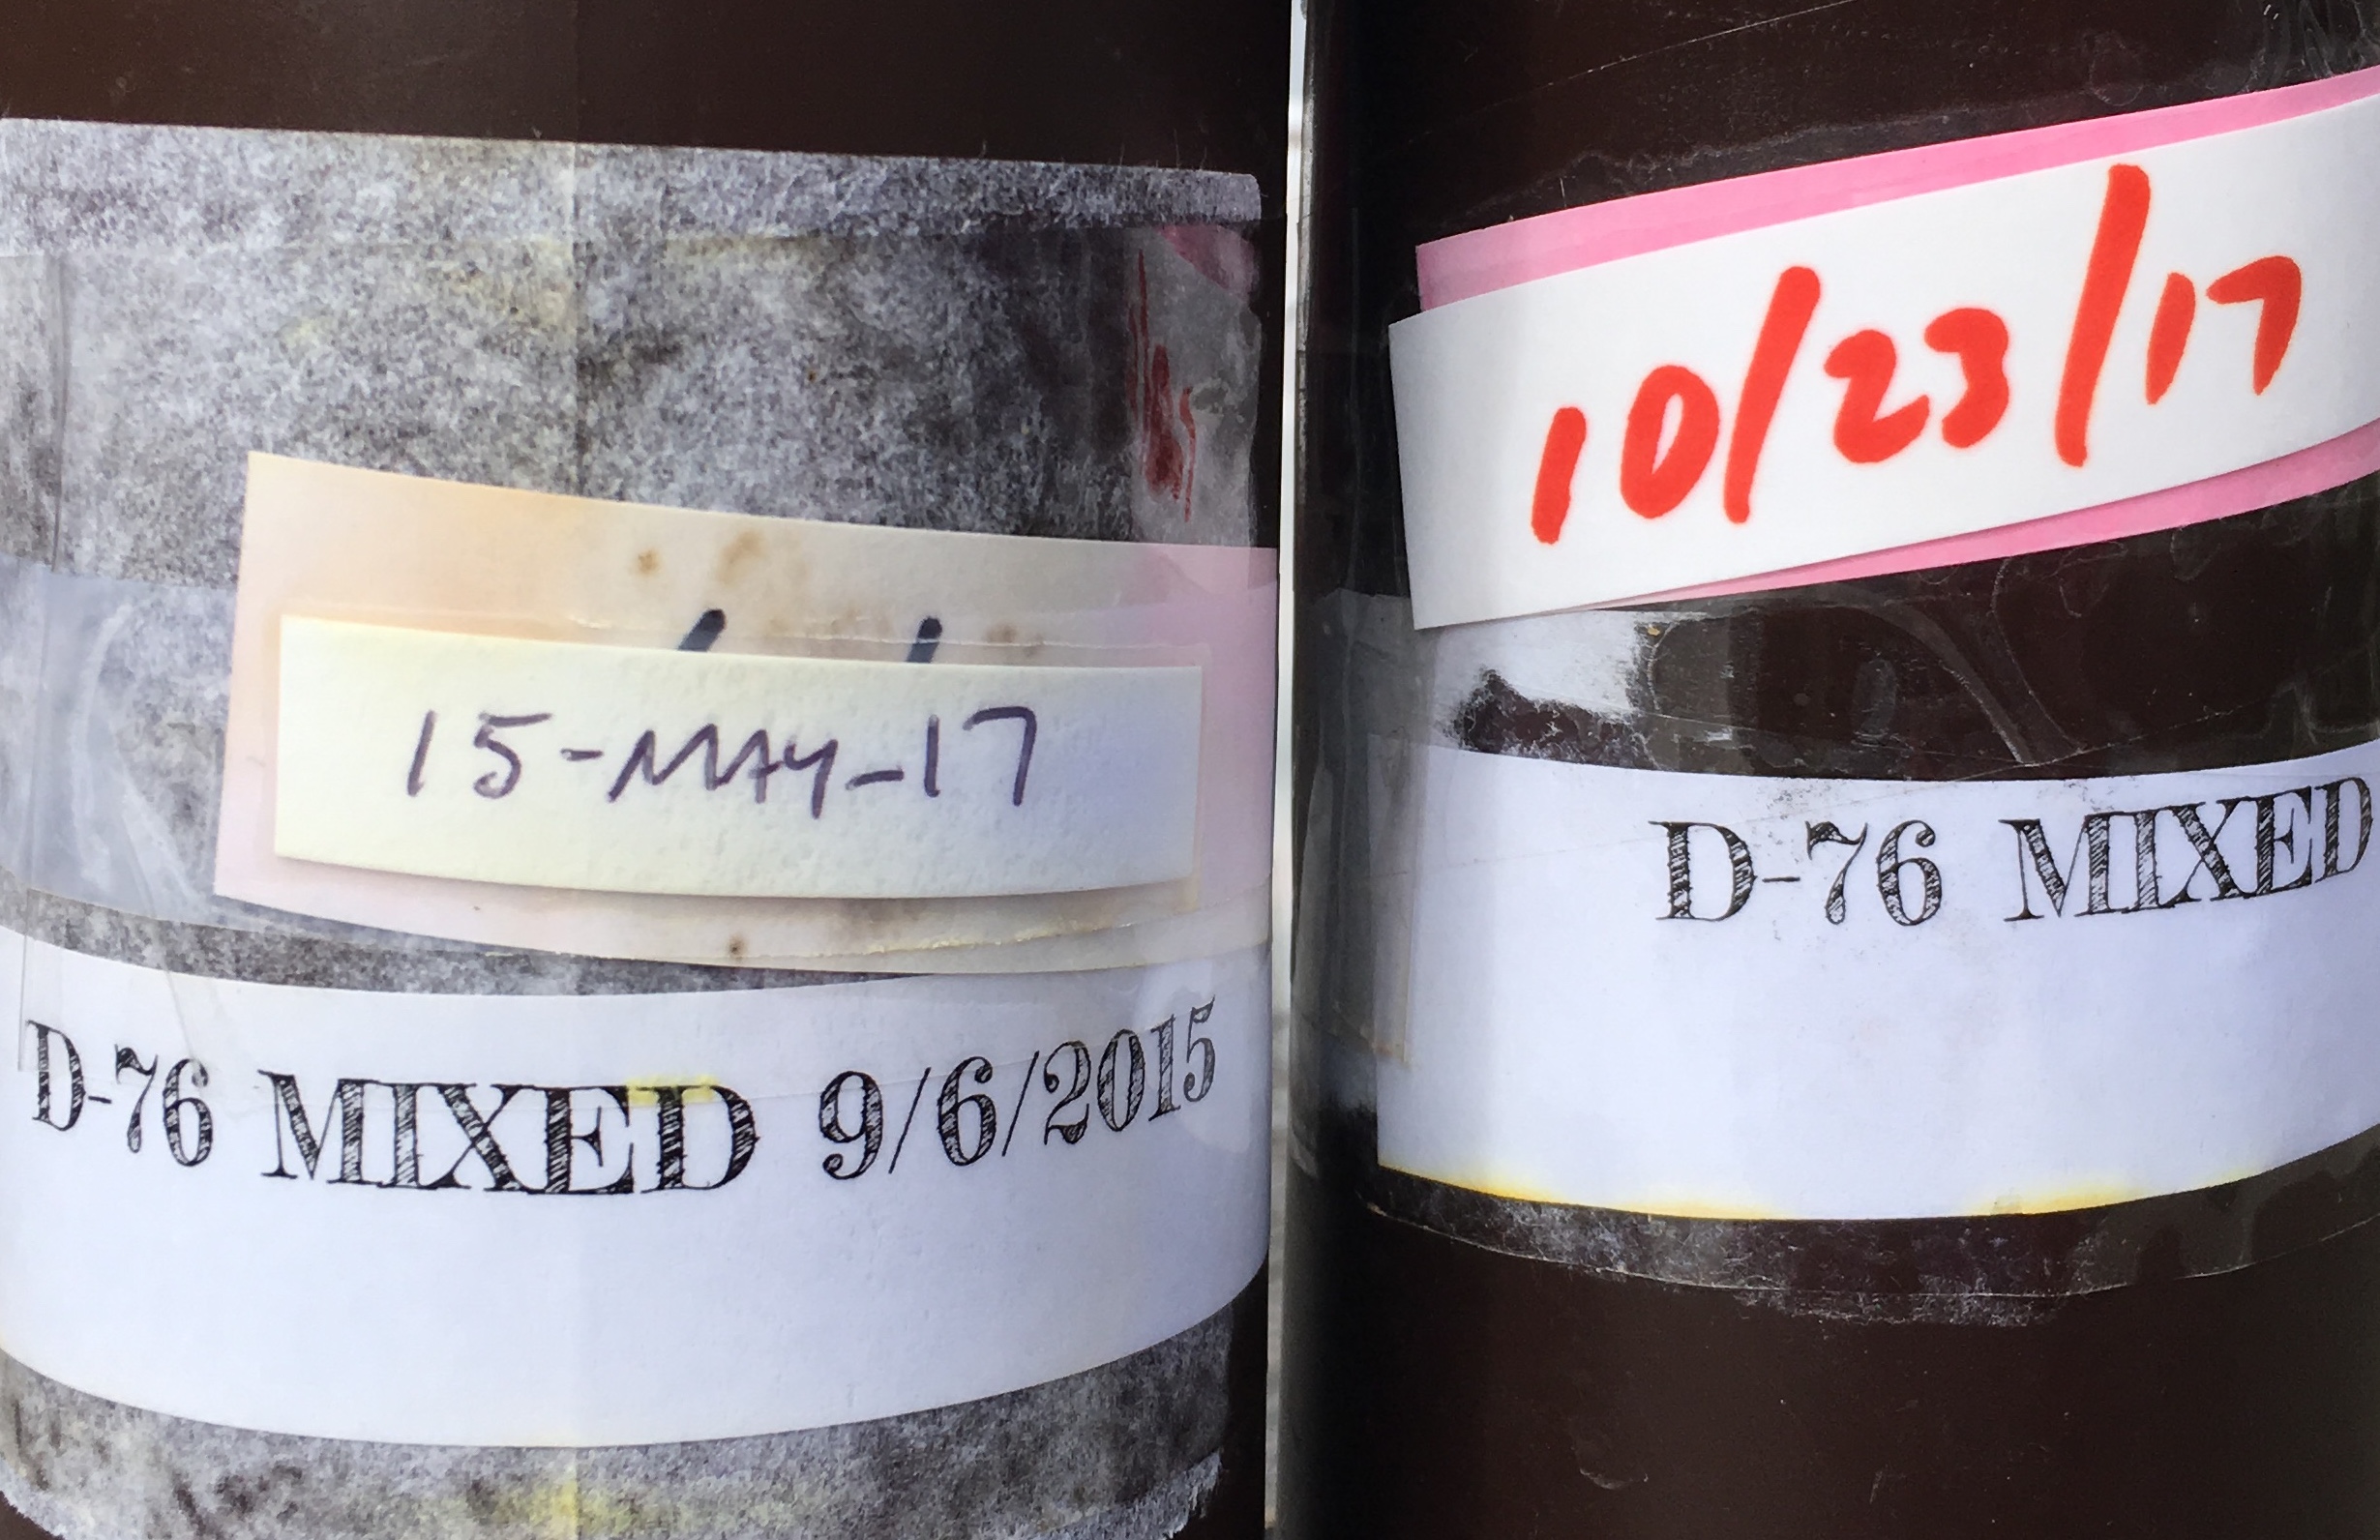 15-MAY-17
D-76 MIXED 9/6/2015
10/23/17
D-76 MIXED